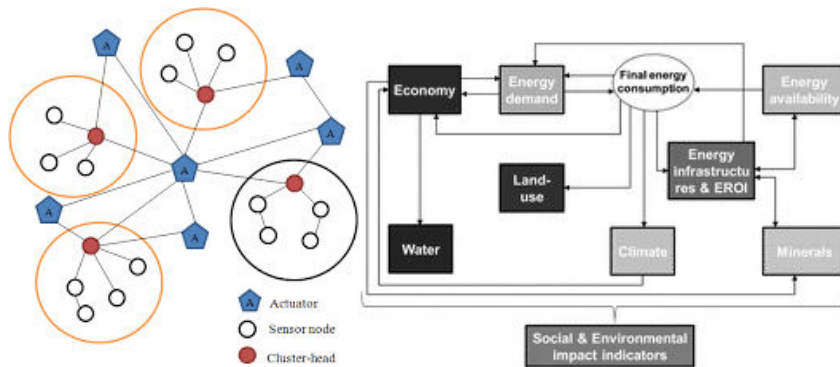 A
A
A
A
A
A
A Actuator
Sensor node
Cluster-head
Economy
Energy
demand
Final energy
consumption
Energy
availability
Energy
infrastructu
res & EROI
Land-
use
Water
Climate
Minerals
Social & Environmental
impact indicators